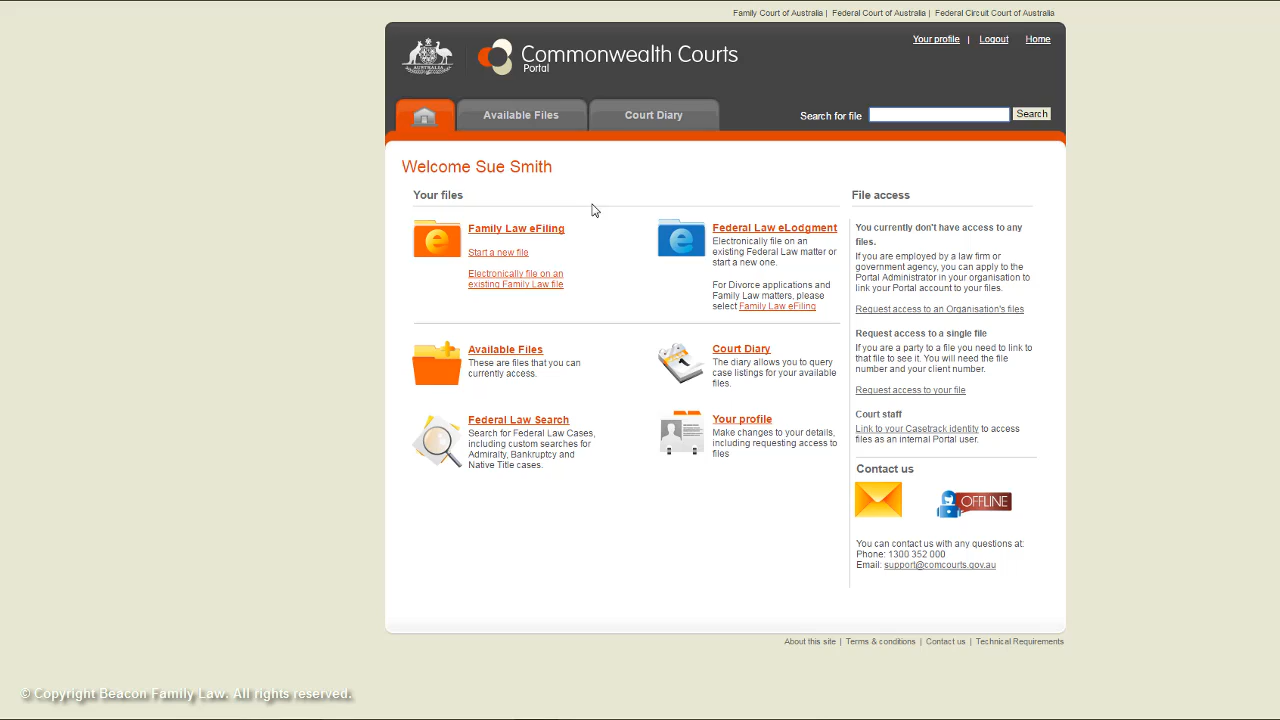 Family Court of Australia | Federal Court of Australia | Federal Circuit Court of Australia
Your profile | Logout Home
Commonwealth Courts
Portal
Available Files
Court Diary
Search for file
Search
Welcome Sue Smith
Your files
Family Law eFiling
Start a new file
Electronically file on an
existing Family Law file
Federal Law eLodgment
Electronically file on an
existing Federal Law matter or
start a new one.
For Divorce applications and
Family Law matters, please
select Family Law eFiling
Available Files
These are files that you can
currently access.
Court Diary
The diary allows you to query
case listings for your available
files.
Federal Law Search
Search for Federal Law Cases,
including custom searches for
Admiralty, Bankruptcy and
Native Title cases.
Your profile
Make changes to your details,
including requesting access to
files
File access
You currently don't have access to any
files.
If you are employed by a law firm or
government agency, you can apply to the
Portal Administrator in your organisation to
link your Portal account to your files.
Request access to an Organisation's files
Request access to a single file
If you are a party to a file you need to link to
that file to see it. You will need the file
number and your client number.
Request access to your file
Court staff
Link to your Casetrack identity to access
files as an internal Portal user.
Contact us
OFFLINE
You can contact us with any questions at:
Phone: 1300 352 000
Email: support@comcourts.gov.au
About this site | Terms & conditions | Contact us | Technical Requirements
© Copyright Beacon Family Law. All rights reserved.